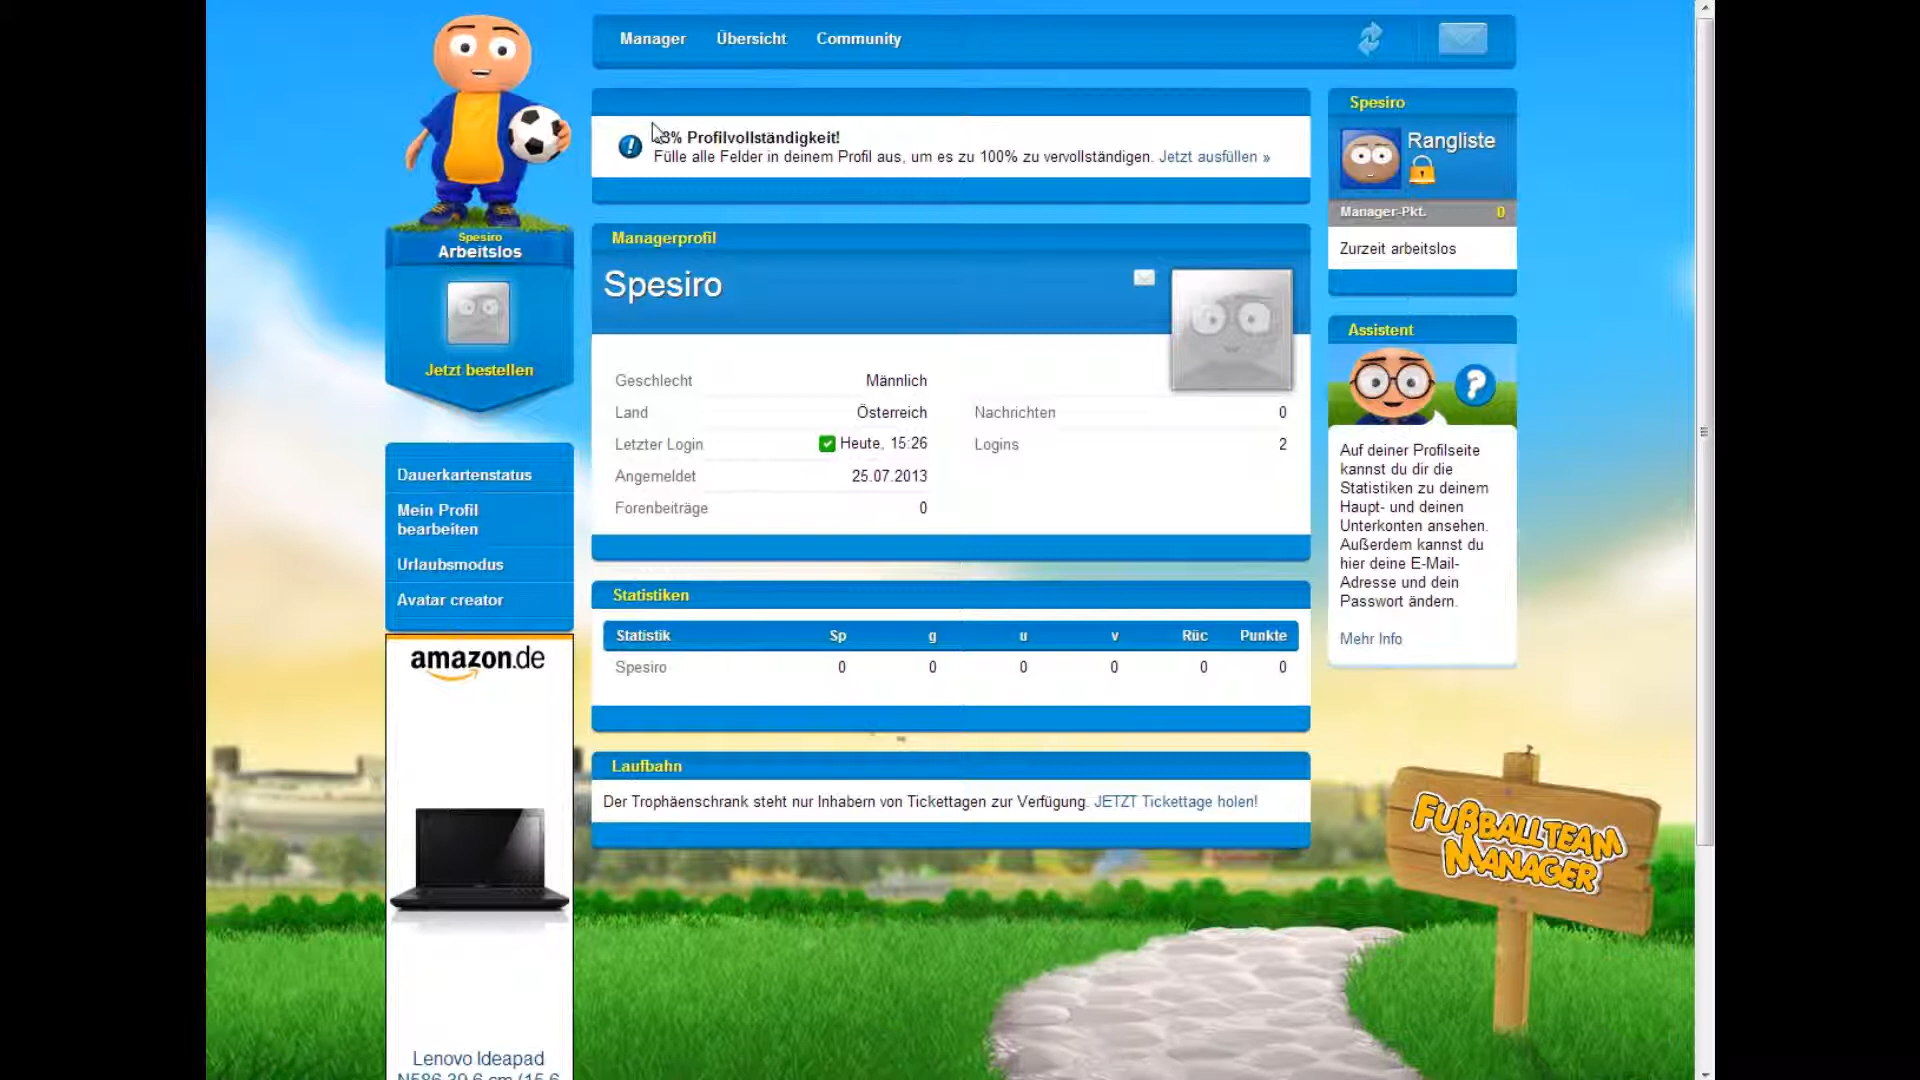 Manager Übersicht Community
% Profilvollständigkeit!
Fülle alle Felder in deinem Profil aus, um es zu 100% zu vervollständigen. Jetzt ausfüllen »
Spesiro
Arbeitslos
Jetzt bestellen
Dauerkartenstatus
Mein Profil
bearbeiten
Urlaubsmodus
Avatar creator
amazon.de
Lenovo Ideapad
Managerprofil
Spesiro
Geschlecht Männlich
Land Österreich
Nachrichten 0
Letzter Login Heute, 15:26
Logins 2
Angemeldet 25.07.2013
Forenbeiträge 0
Statistiken
Statistik Sp g u v Rüc Punkte
Spesiro 0 0 0 0 0 0
Laufbahn
Der Trophäenschrank steht nur Inhabern von Tickettagen zur Verfügung. JETZT Tickettage holen!
Spesiro
Rangliste
Manager-Pkt. 0
Zurzeit arbeitslos
Assistent
Auf deiner Profilseite
kannst du dir die
Statistiken zu deinem
Haupt- und deinen
Unterkonten ansehen.
Außerdem kannst du
hier deine E-Mail-
Adresse und dein
Passwort ändern.
Mehr Info
FUßBALLTEAM
MANAGER